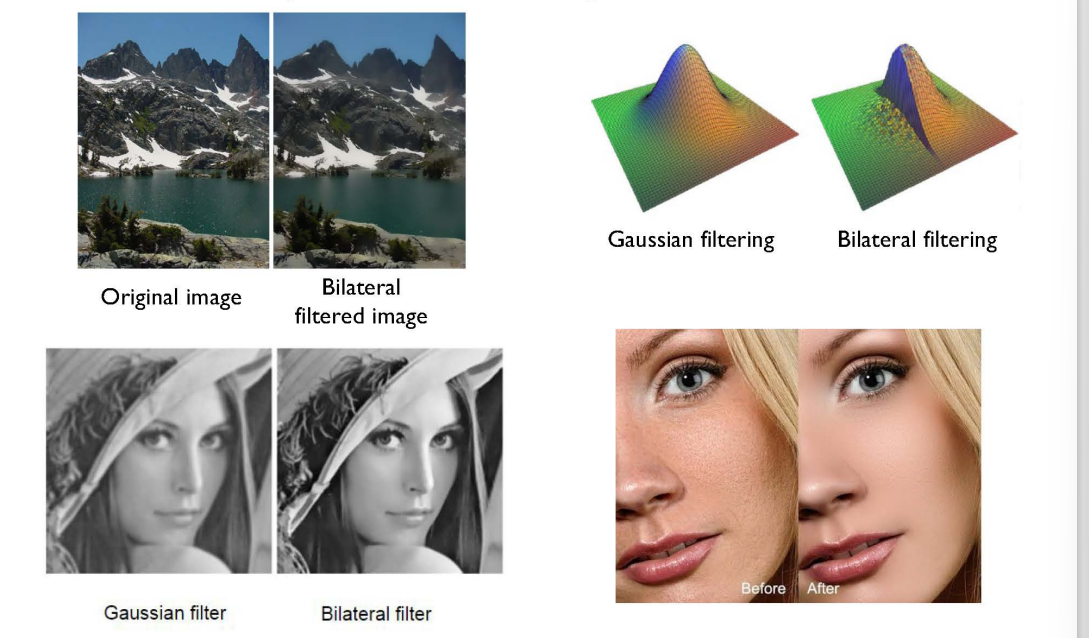 Original image
Bilateral
filtered image
Gaussian filtering
Bilateral filtering
Gaussian filter
Bilateral filter
Before
After